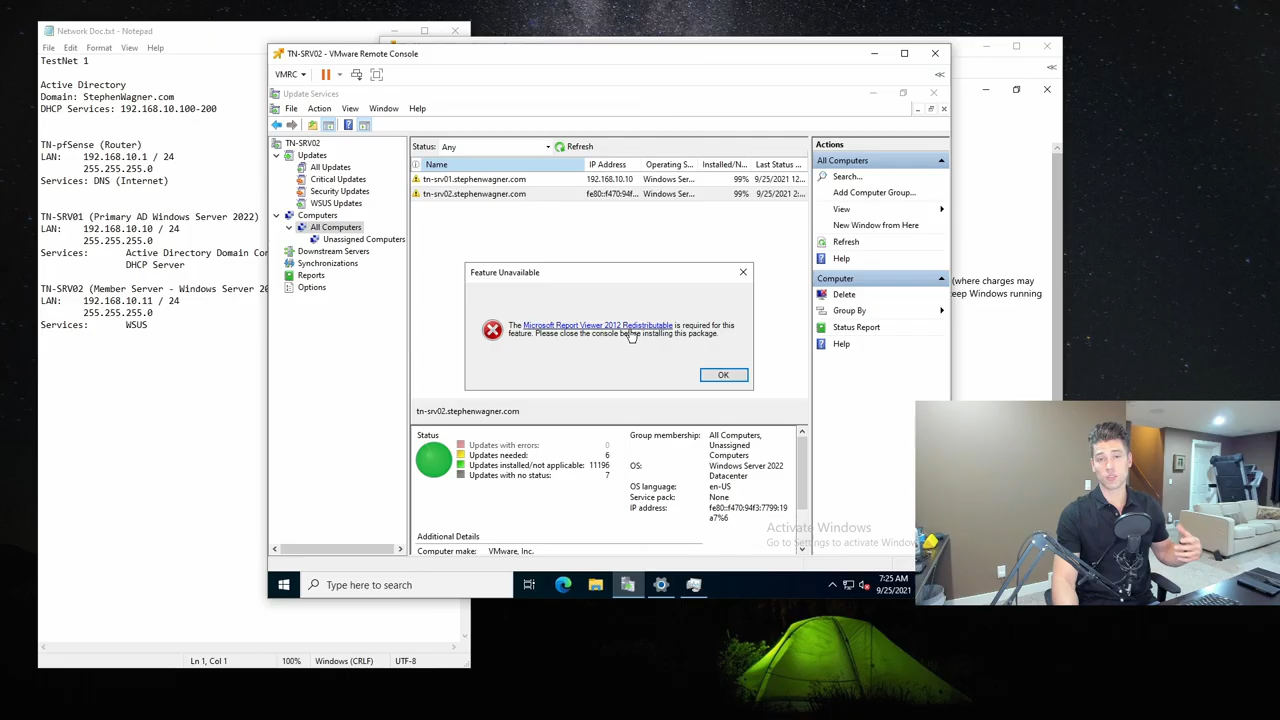 Network Doc.txt - Notepad
File Edit Format View Help
TestNet 1
Active Directory
Domain: StephenWagner.com
DHCP Services: 192.168.10.100-200
TN-pfSense (Router)
LAN: 192.168.10.1 / 24
255.255.255.0
Services: DNS (Internet)
TN-SRV01 (Primary AD Windows Server 2022)
LAN: 192.168.10.10 / 24
255.255.255.0
Services: Active Directory Domain Co
DHCP Server
TN-SRV02 (Member Server - Windows Server 20
LAN: 192.168.10.11 / 24
255.255.255.0
Services: WSUS
Ln 1, Col 1 100% Windows (CRLF) UTF-8
TN-SRV02 - VMware Remote Console
VMRC
Update Services
File Action View Window Help
TN-SRV02
Updates
All Updates
Critical Updates
Security Updates
WSUS Updates
Computers
All Computers
Unassigned Computers
Downstream Servers
Synchronizations
Reports
Options
Status: Any Refresh
Name IP Address Operating S... Installed/N... Last Status ...
tn-srv01.stephenwagner.com 192.168.10.10 Windows Ser... 99% 9/25/2021 12...
tn-srv02.stephenwagner.com fe80::f470:94f... Windows Ser... 99% 9/25/2021 2:...
Feature Unavailable
The Microsoft Report Viewer 2012 Redistributable is required for this
feature. Please close the console before installing this package.
OK
tn-srv02.stephenwagner.com
Status
Updates with errors: 0
Updates needed: 6
Updates installed/not applicable: 11196
Updates with no status: 7
Group membership: All Computers,
Unassigned
Computers
OS: Windows Server 2022
Datacenter
OS language: en-US
Service pack: None
IP address: fe80::f470:94f3:7799:19
a7%6
Additional Details
Computer make: VMware, Inc.
Actions
All Computers
Search...
Add Computer Group...
View
New Window from Here
Refresh
Help
Computer
Delete
Group By
Status Report
Help
(where charges may
eep Windows running
Activate Windows
Go to Settings to activate Window
Type here to search
7:25 AM
9/25/2021